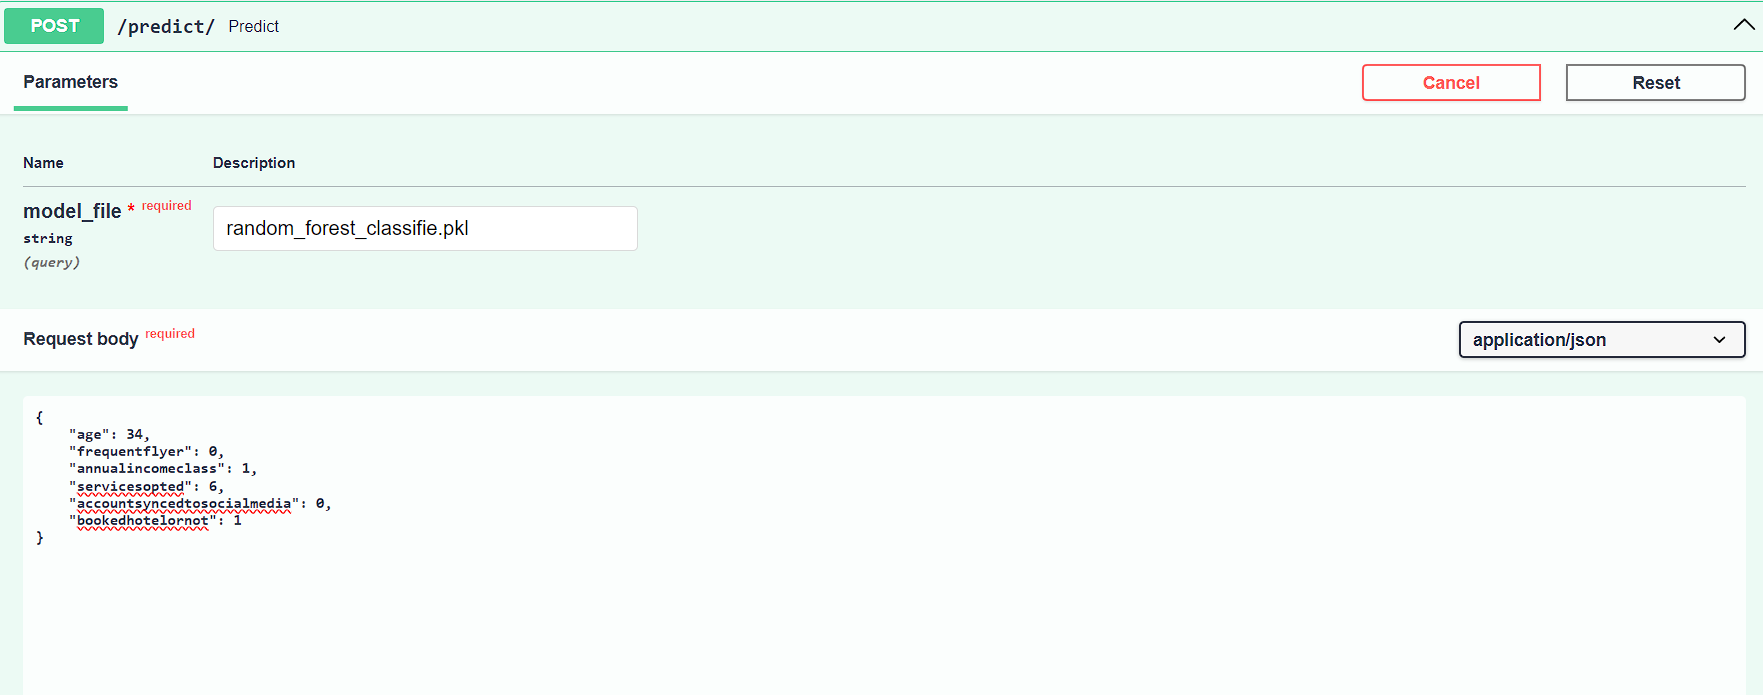 POST /predict/ Predict
Parameters
Cancel
Reset
Name Description
model_file * required
string
(query)
random_forest_classifie.pkl
Request body required
application/json
{
    "age": 34,
    "frequentflyer": 0,
    "annualincomeclass": 1,
    "servicesopted": 6,
    "accountsyncedtosocialmedia": 0,
    "bookedhotelornot": 1
}